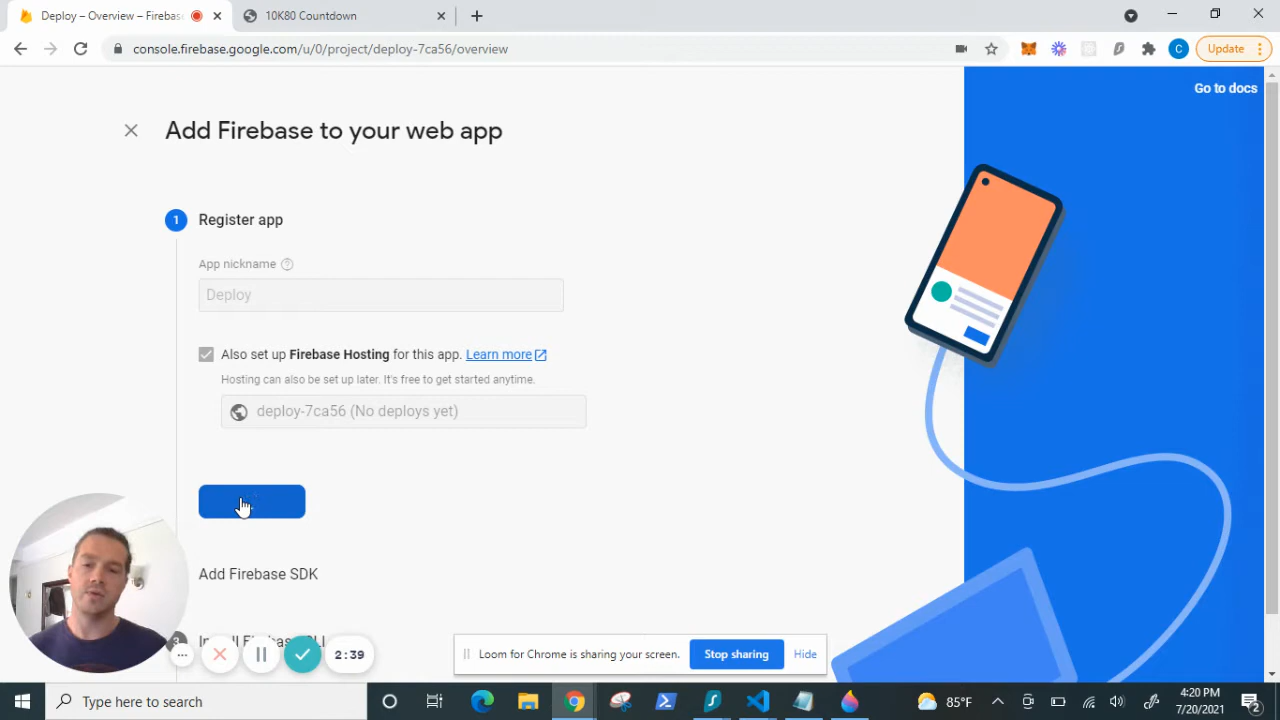 Deploy – Overview – Firebas
10K80 Countdown
console.firebase.google.com/u/0/project/deploy-7ca56/overview
C
Update
Go to docs
Add Firebase to your web app
1
Register app
App nickname
Deploy
Also set up Firebase Hosting for this app. Learn more
Hosting can also be set up later. It's free to get started anytime.
deploy-7ca56 (No deploys yet)
Add Firebase SDK
3
2:39
Loom for Chrome is sharing your screen.
Stop sharing
Hide
Type here to search
85°F
4:20 PM
7/20/2021
2